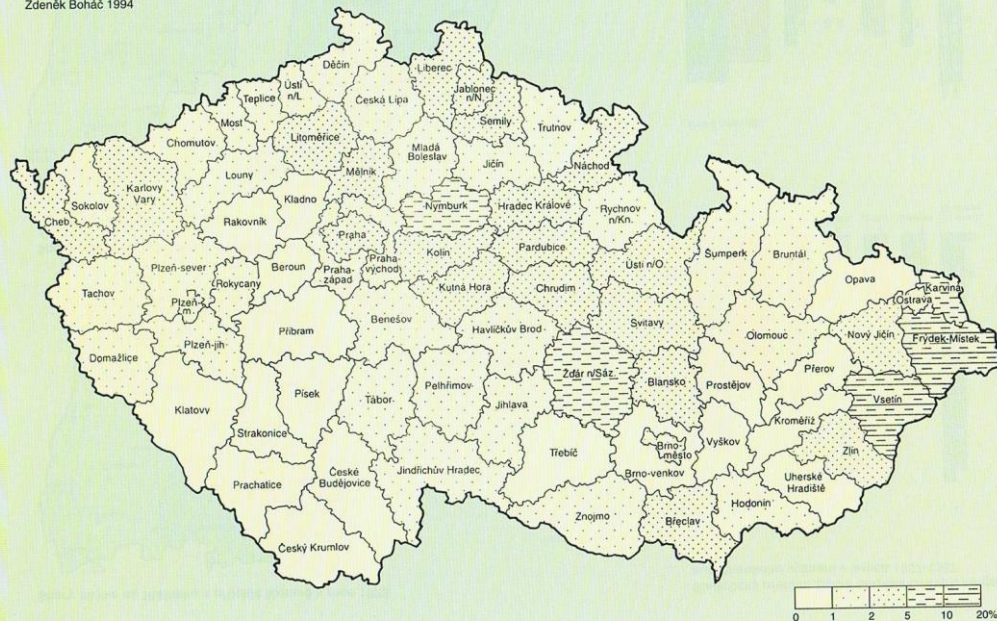 Zdeněk Boháč 1994
Děčín
Liberec
Ústí
n/L.
Jablonec
n/N.
Teplice
Česká Lípa
Most
Semily
Trutnov
Chomutov
Litoměřice
Mladá
Boleslav
Jičín
Náchod
Louny
Mělník
Karlovy
Vary
Sokolov
Kladno
Nymburk
Hradec Králové
Rychnov
n/Kn.
Cheb
Rakovník
Praha
Kolín
Pardubice
Ústí n/O
Šumperk
Bruntál
Plzeň-sever
Beroun
Praha-
západ
Praha-
východ
Rokycany
Kutná Hora
Chrudim
Opava
Karviná
Ostrava
Tachov
Plzeň-
m.
Příbram
Benešov
Havlíčkův Brod
Svitavy
Olomouc
Nový Jičín
Frýdek-Místek
Domažlice
Plzeň-jih
Žďár n/Sáz.
Přerov
Klatovy
Písek
Tábor
Pelhřimov
Jihlava
Blansko
Prostějov
Vsetín
Strakonice
Kroměříž
Třebíč
Brno-
město
Vyškov
Zlín
Prachatice
České
Budějovice
Jindřichův Hradec
Brno-venkov
Uherské
Hradiště
Znojmo
Břeclav
Hodonín
Český Krumlov
0 1 2 5 10 20%